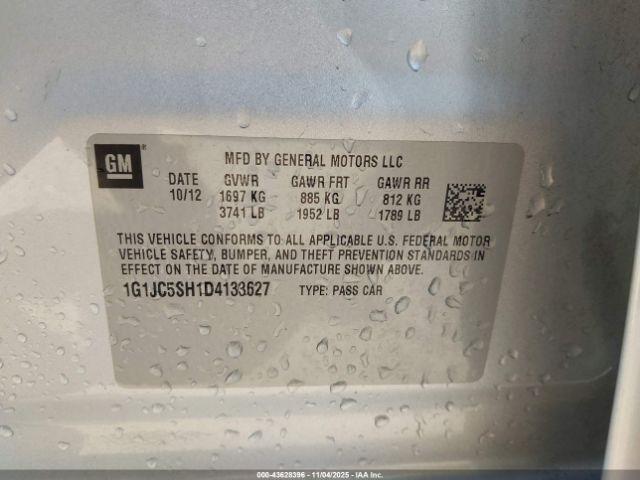 GM
MFD BY GENERAL MOTORS LLC
DATE GVWR GAWR FRT GAWR RR
10/12 1697 KG 885 KG 812 KG
3741 LB 1952 LB 1789 LB
THIS VEHICLE CONFORMS TO ALL APPLICABLE U.S. FEDERAL MOTOR
VEHICLE SAFETY, BUMPER, AND THEFT PREVENTION STANDARDS IN
EFFECT ON THE DATE OF MANUFACTURE SHOWN ABOVE.
1G1JC5SH1D4133627 TYPE: PASS CAR
000-43628396 - 11/04/2025 - IAAI.com